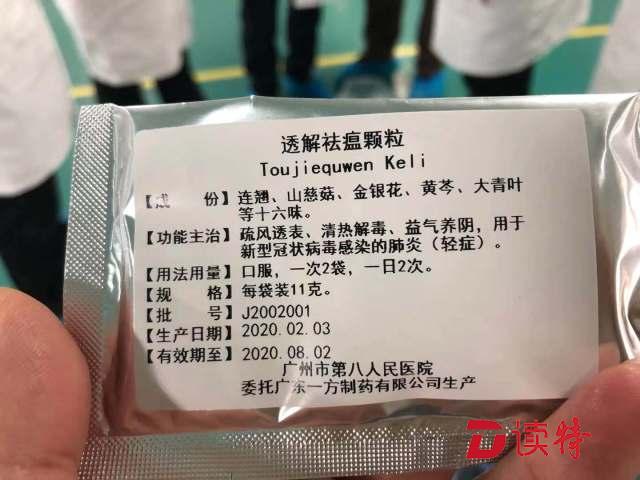 透解祛瘟颗粒
Toujiequwen Keli
【成　份】连翘、山慈菇、金银花、黄芩、大青叶
等十六味。
【功能主治】疏风透表、清热解毒、益气养阴，用于
新型冠状病毒感染的肺炎（轻症）。
【用法用量】口服，一次2袋，一日2次。
【规　格】每袋装11克。
【批　号】J2002001
【生产日期】2020.02.03
【有效期至】2020.08.02
广州市第八人民医院
委托广东一方制药有限公司生产
读特